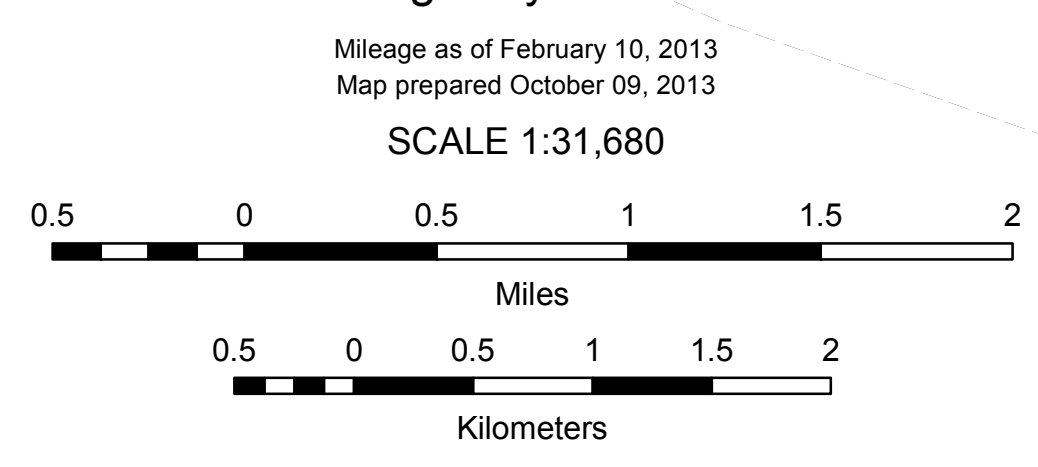 Mileage as of February 10, 2013
Map prepared October 09, 2013
SCALE 1:31,680
0.5 0 0.5 1 1.5 2
Miles
0.5 0 0.5 1 1.5 2
Kilometers